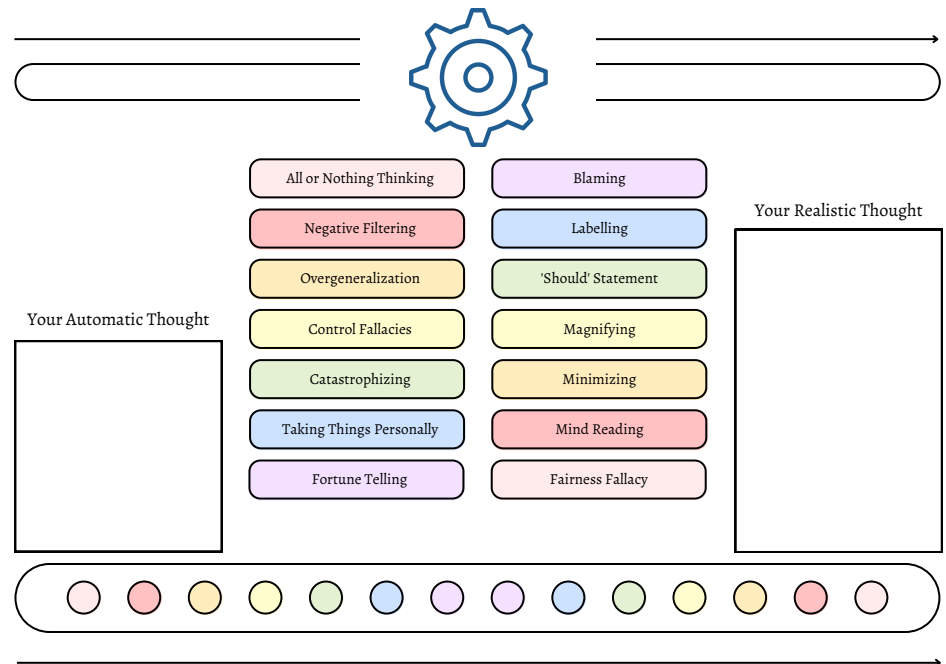 Your Automatic Thought
All or Nothing Thinking
Negative Filtering
Overgeneralization
Control Fallacies
Catastrophizing
Taking Things Personally
Fortune Telling
Blaming
Labelling
'Should' Statement
Magnifying
Minimizing
Mind Reading
Fairness Fallacy
Your Realistic Thought